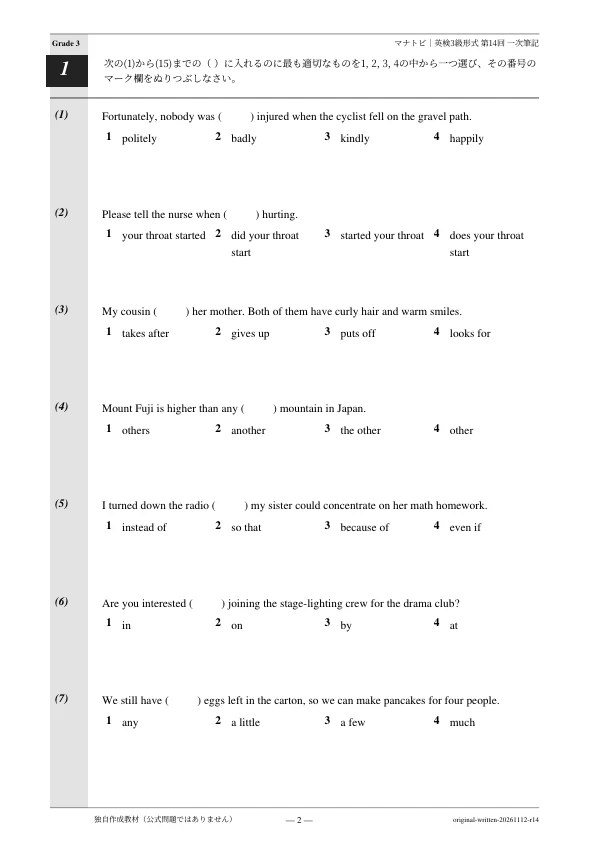 Grade 3
マナトビ｜英検3級形式 第14回 一次筆記
1
次の(1)から(15)までの（ ）に入れるのに最も適切なものを1, 2, 3, 4の中から一つ選び、その番号の
マーク欄をぬりつぶしなさい。
(1)
Fortunately, nobody was ( ) injured when the cyclist fell on the gravel path.
1 politely 2 badly 3 kindly 4 happily
(2)
Please tell the nurse when ( ) hurting.
1 your throat started 2 did your throat start 3 started your throat 4 does your throat start
(3)
My cousin ( ) her mother. Both of them have curly hair and warm smiles.
1 takes after 2 gives up 3 puts off 4 looks for
(4)
Mount Fuji is higher than any ( ) mountain in Japan.
1 others 2 another 3 the other 4 other
(5)
I turned down the radio ( ) my sister could concentrate on her math homework.
1 instead of 2 so that 3 because of 4 even if
(6)
Are you interested ( ) joining the stage-lighting crew for the drama club?
1 in 2 on 3 by 4 at
(7)
We still have ( ) eggs left in the carton, so we can make pancakes for four people.
1 any 2 a little 3 a few 4 much
独自作成教材（公式問題ではありません）
— 2 —
original-written-20261112-r14